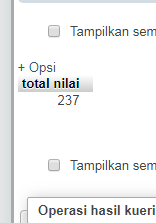 Tampilkan sem
+ Opsi
total nilai
237
Tampilkan sem
Operasi hasil kueri